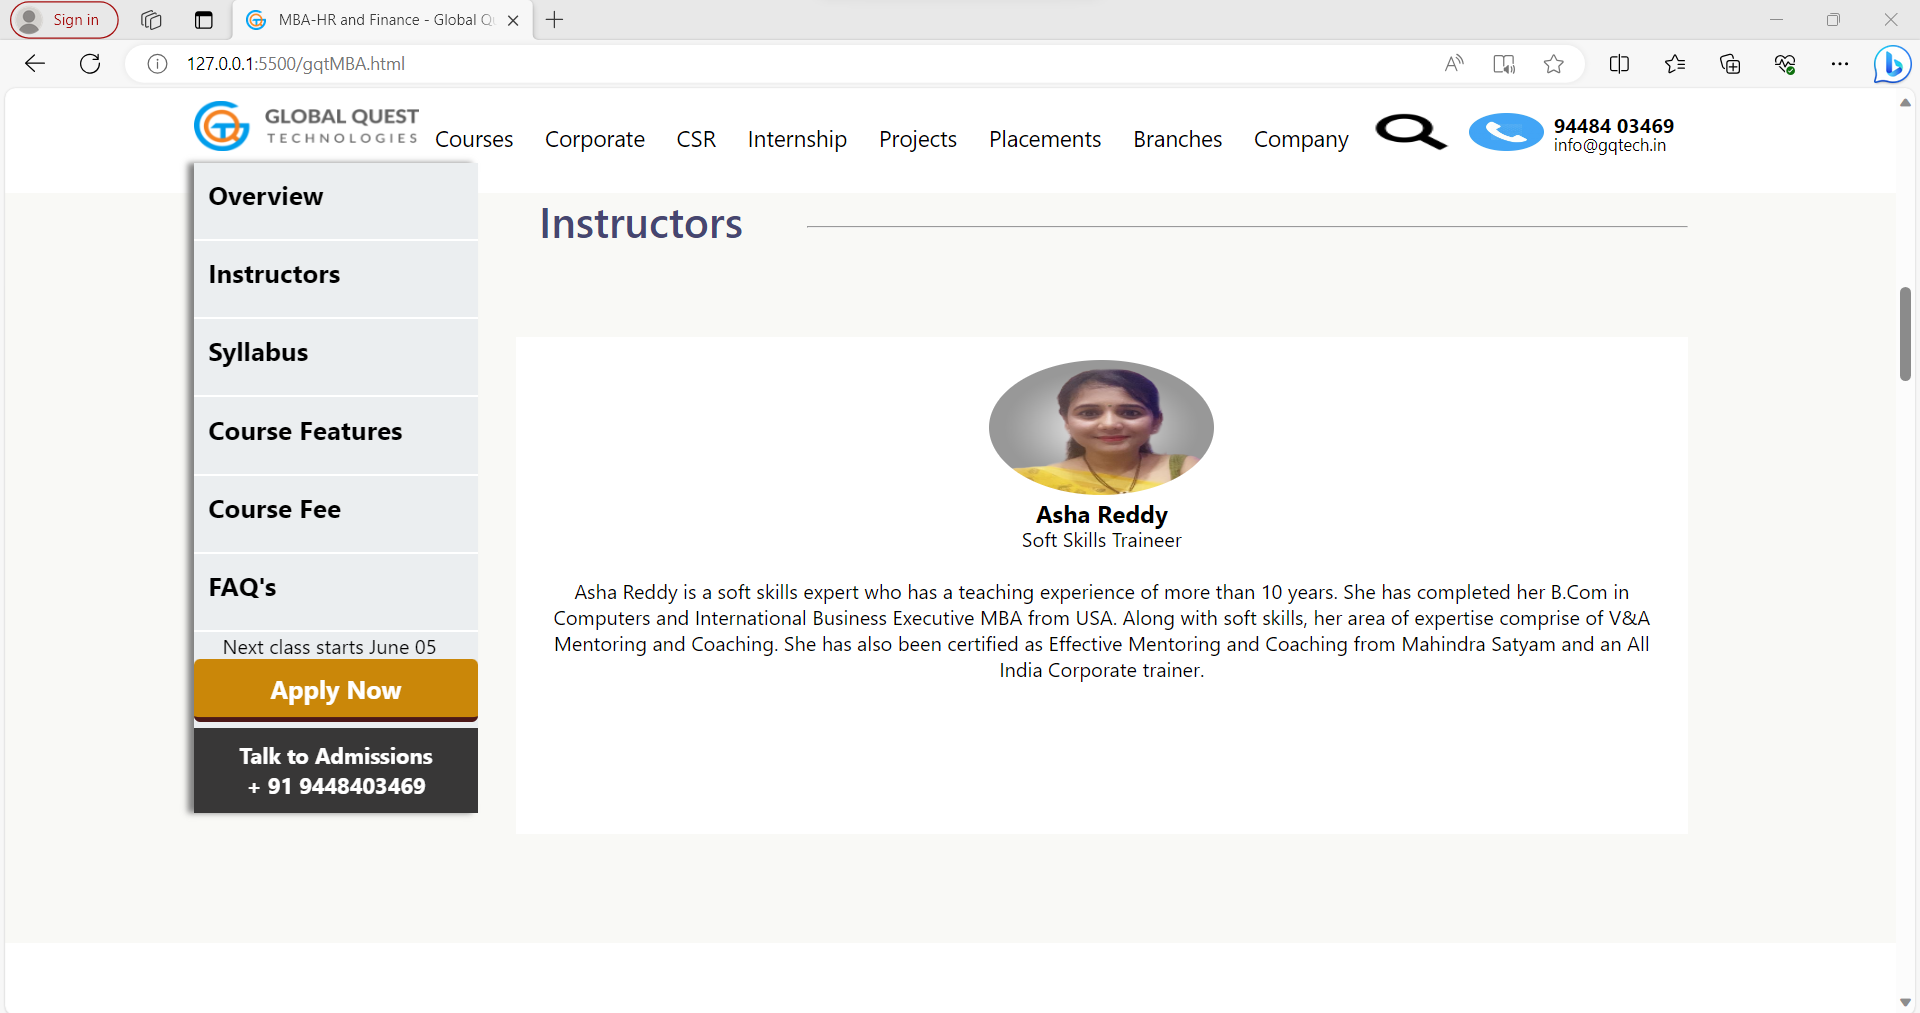 Sign in
MBA-HR and Finance - Global Qu
127.0.0.1:5500/gqtMBA.html
GLOBAL QUEST
TECHNOLOGIES
Courses Corporate CSR Internship Projects Placements Branches Company
94484 03469
info@gqtech.in
Overview
Instructors
Syllabus
Course Features
Course Fee
FAQ's
Next class starts June 05
Apply Now
Talk to Admissions
+ 91 9448403469
Instructors
Asha Reddy
Soft Skills Traineer
Asha Reddy is a soft skills expert who has a teaching experience of more than 10 years. She has completed her B.Com in
Computers and International Business Executive MBA from USA. Along with soft skills, her area of expertise comprise of V&A
Mentoring and Coaching. She has also been certified as Effective Mentoring and Coaching from Mahindra Satyam and an All
India Corporate trainer.